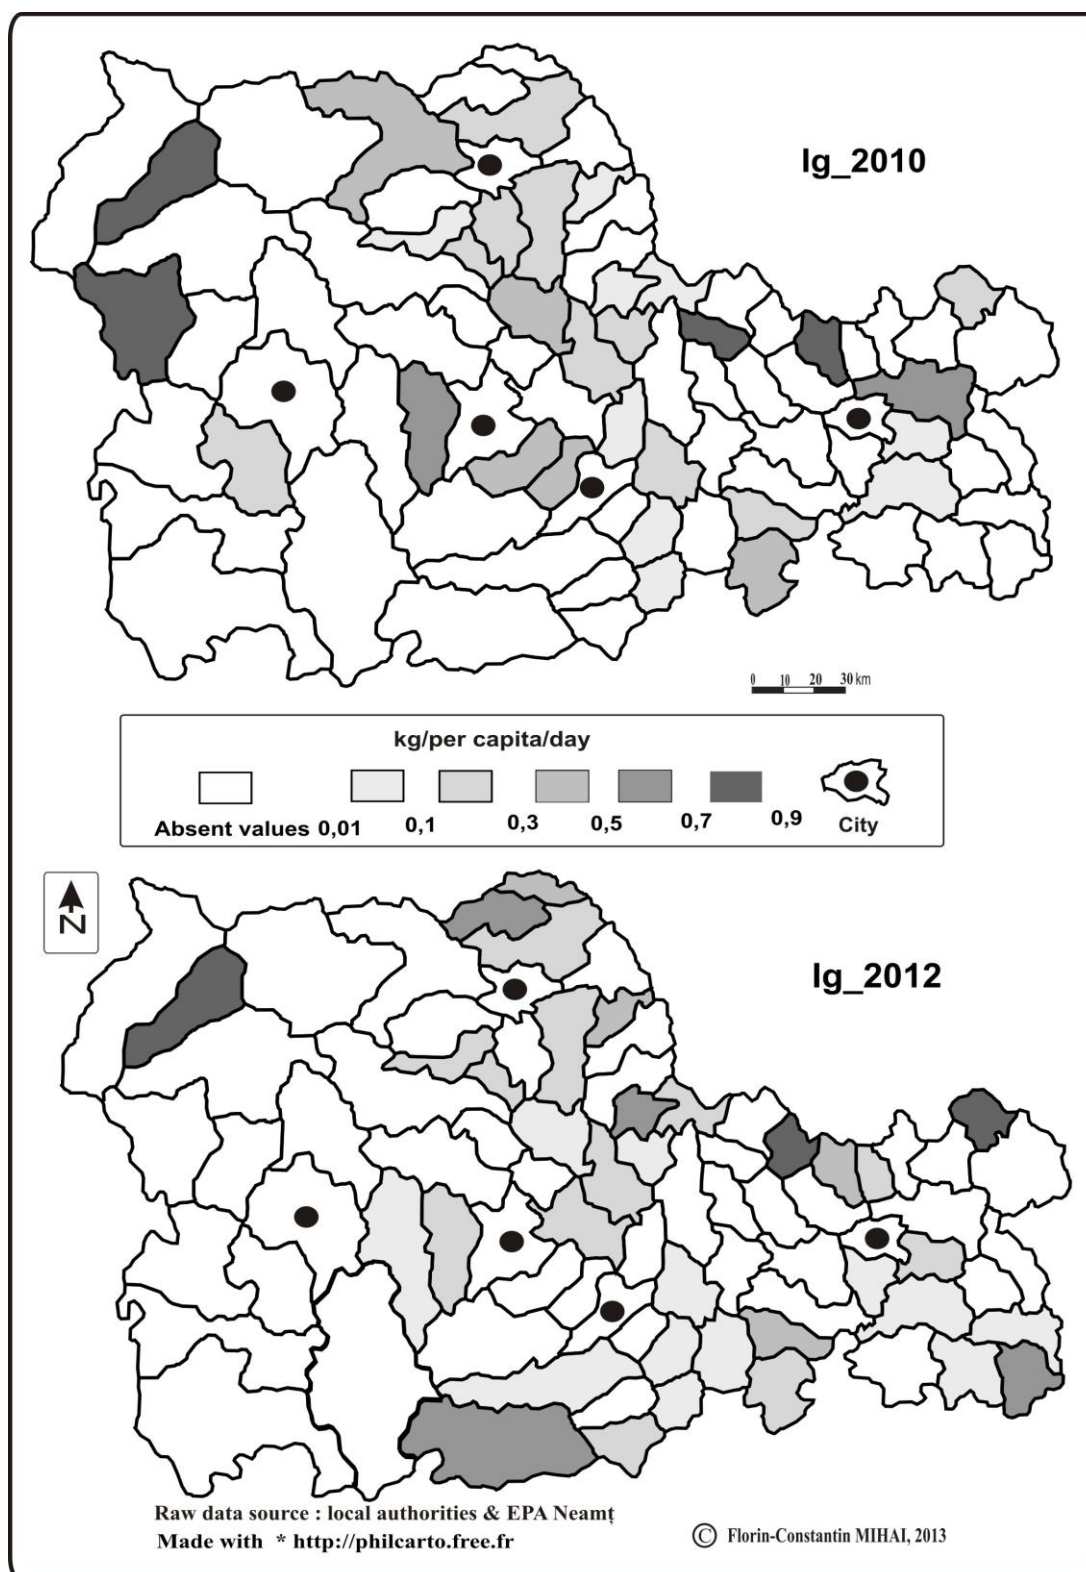 Ig_2010
0 10 20 30 km
kg/per capita/day
Absent values 0,01 0,1 0,3 0,5 0,7 0,9 City
N
Ig_2012
Raw data source : local authorities & EPA Neamţ
Made with * http://philcarto.free.fr
© Florin-Constantin MIHAI, 2013